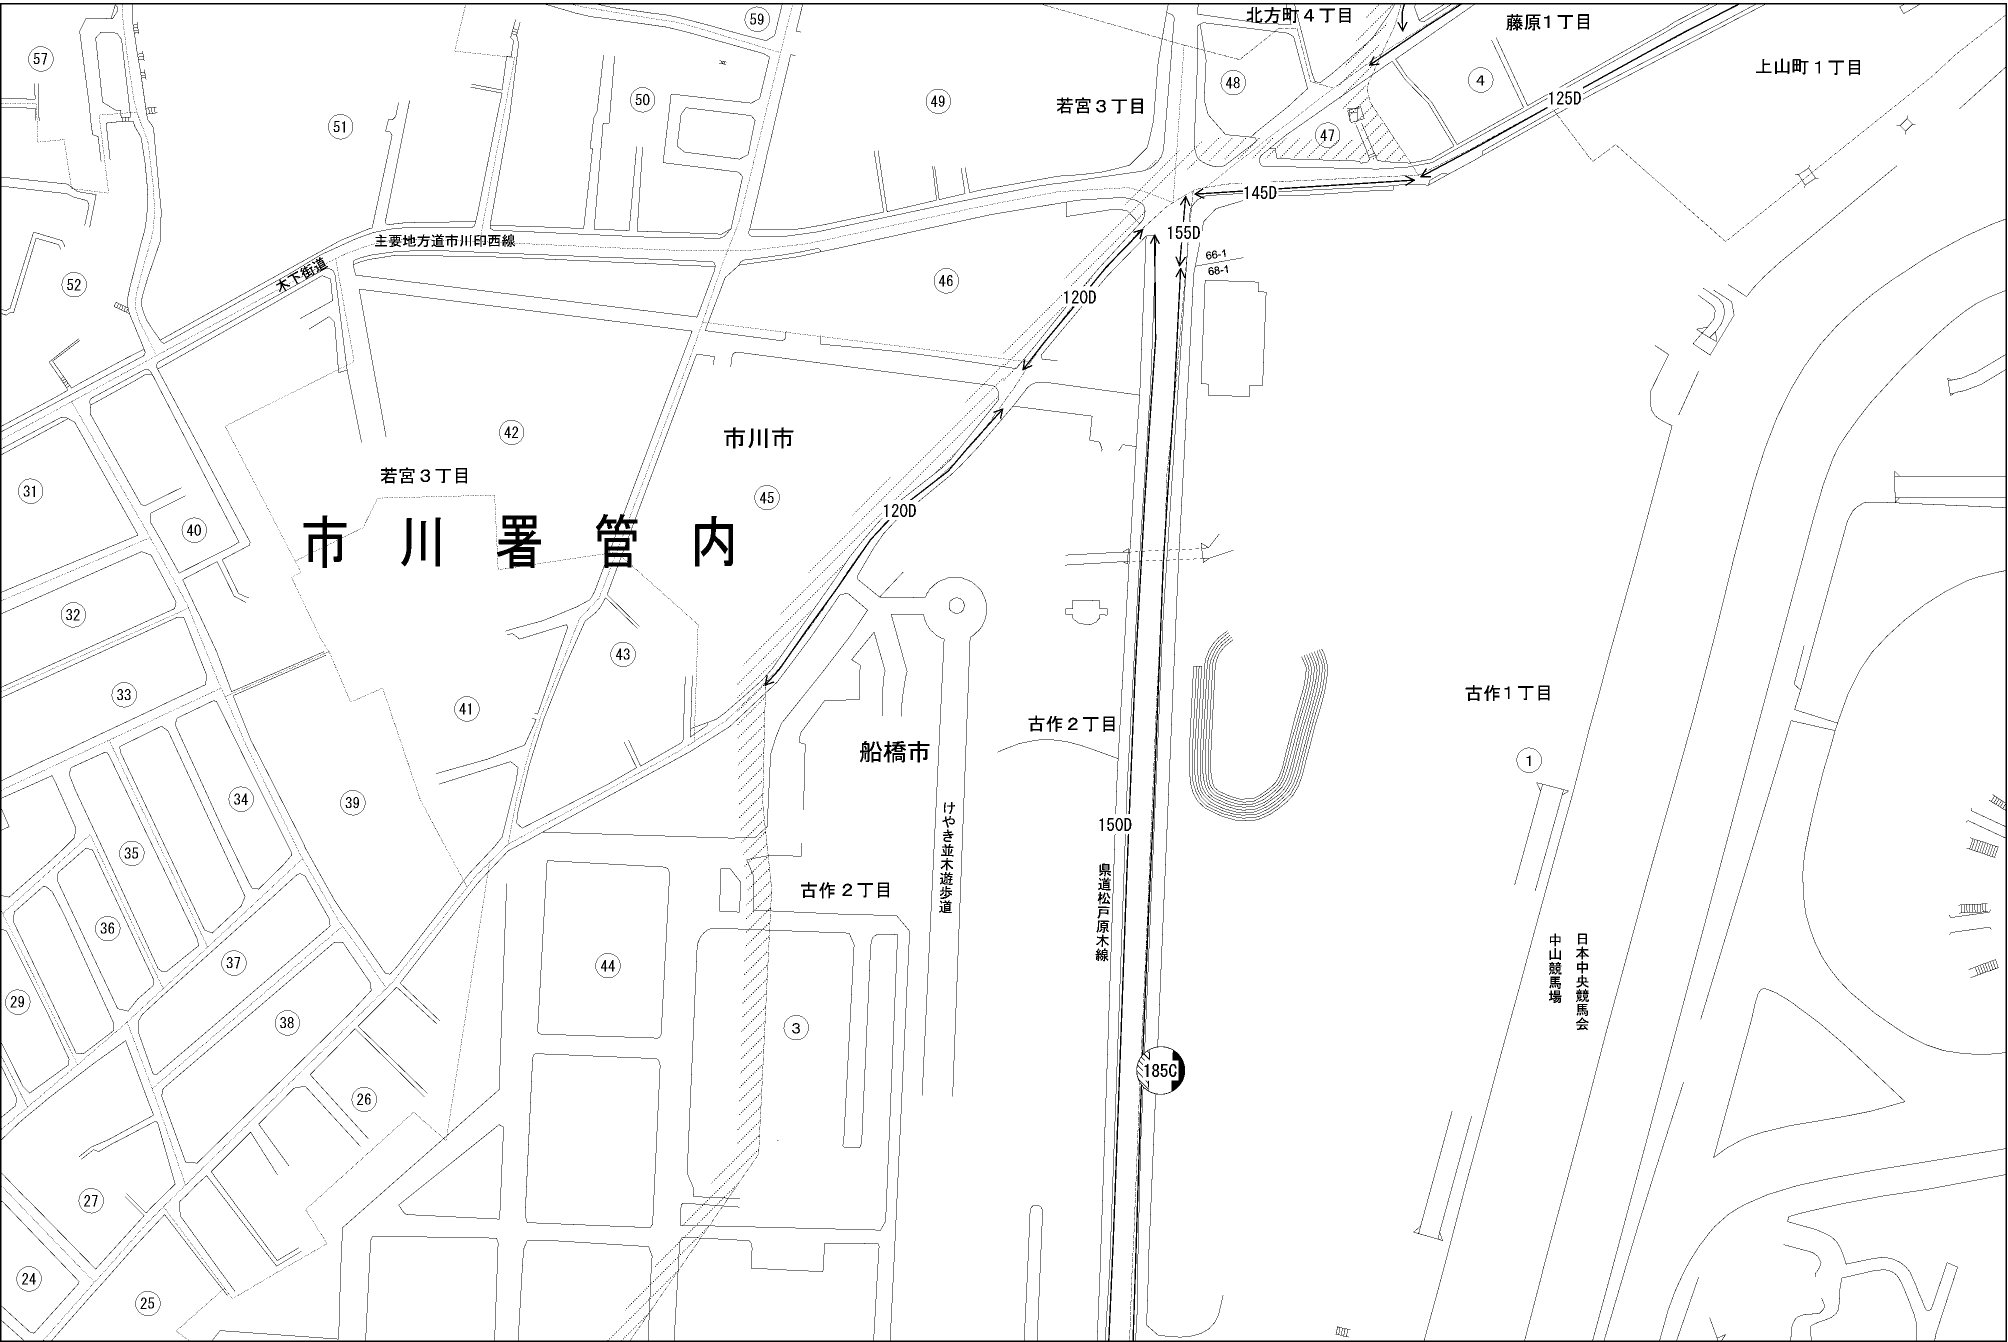 59
北方町４丁目
藤原１丁目
57
上山町１丁目
48
4
50
49
若宮３丁目
125D
51
47
145D
155D
主要地方道市川印西線
66-1
68-1
木下街道
52
46
120D
42
市川市
若宮３丁目
31
45
40
120D
市川署管内
32
43
33
41
古作１丁目
古作２丁目
船橋市
1
34
39
けやき並木遊歩道
150D
35
県道松戸原木線
古作２丁目
36
37
44
日本中央競馬会
中山競馬場
29
38
3
185C
26
27
24
25